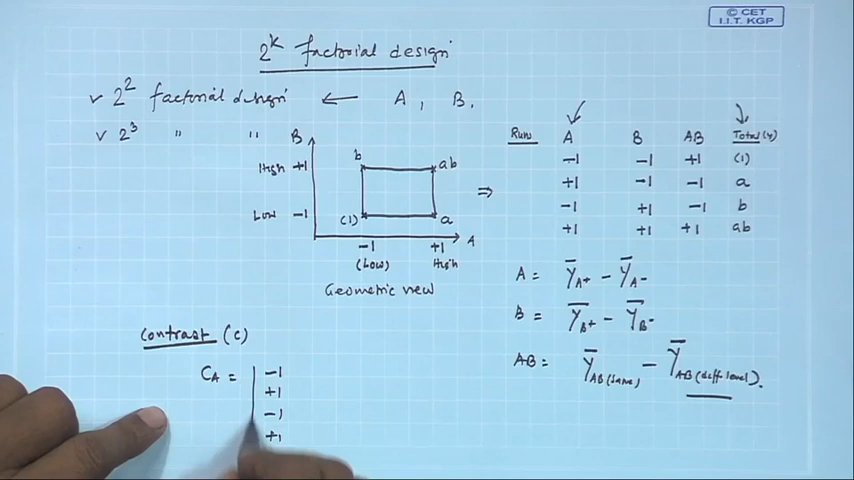 © CET
I.I.T. KGP
2^k factorial design
✓ 2^2 factorial design ← A, B.
✓ 2^3 " "
B
High +1
Low -1
b
ab
(1)
a
-1
(Low)
+1
High
A
Geometric view
⇒
Runs A B AB Total(y)
-1 -1 +1 (1)
+1 -1 -1 a
-1 +1 -1 b
+1 +1 +1 ab
A = ȳ_A+ − ȳ_A-
B = ȳ_B+ − ȳ_B-
AB = ȳ_AB(same) − ȳ_AB(diff level).
Contrast (C)
C_A =
-1
+1
-1
+1